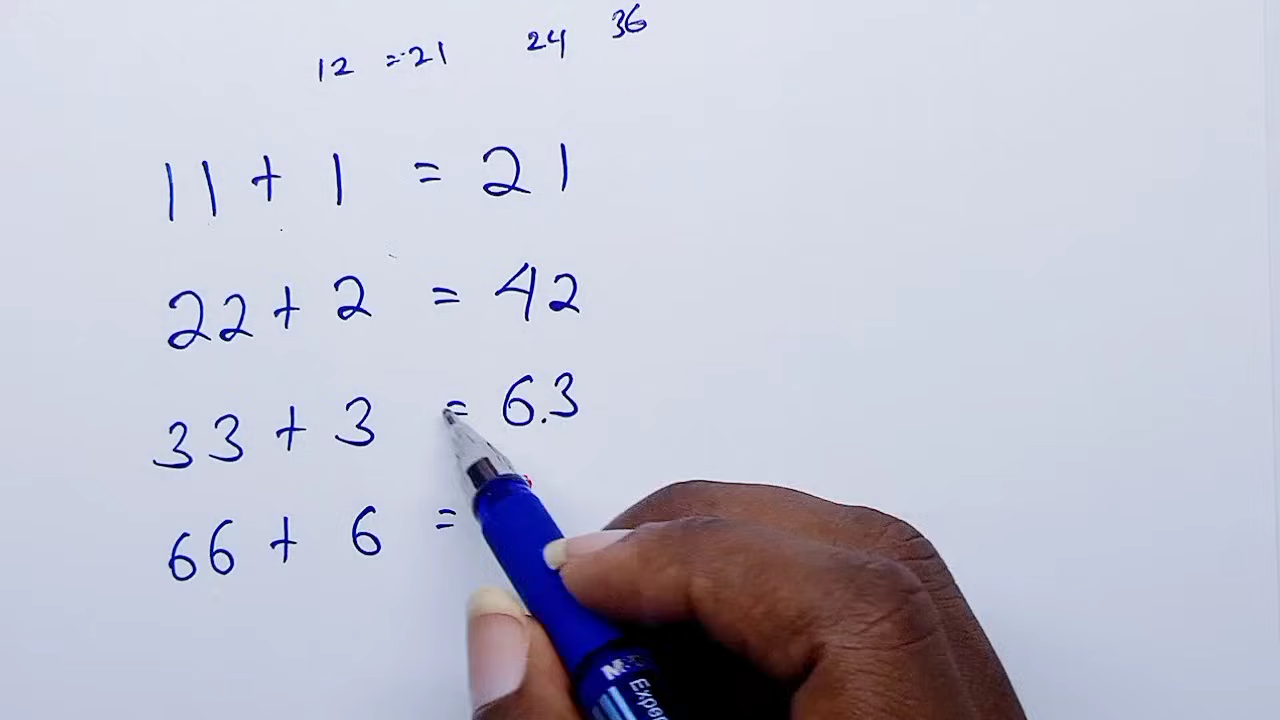 12 = 21 24 36
11 + 1 = 21
22 + 2 = 42
33 + 3 = 6.3
66 + 6 =